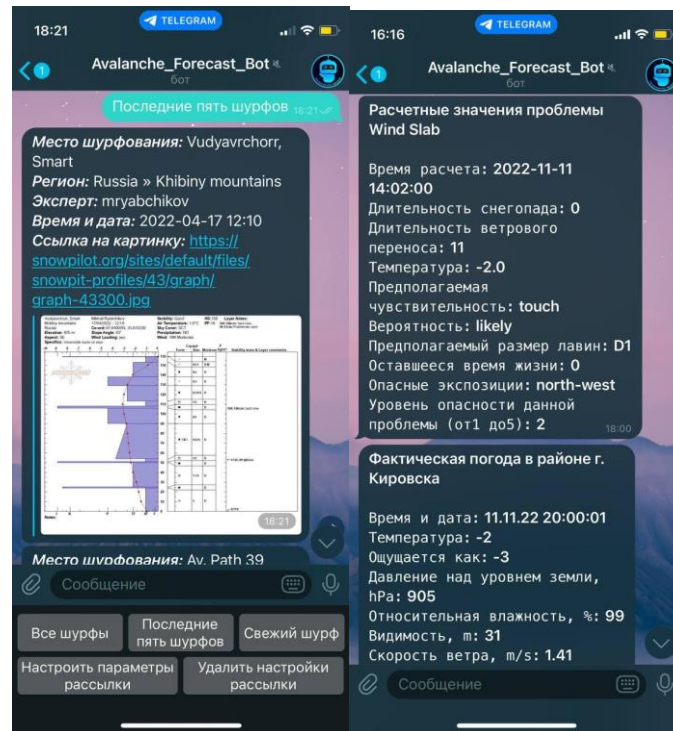 18:21
TELEGRAM
1
Avalanche_Forecast_Bot
бот
Последние пять шурфов 18:21
Место шурфования: Vudyavrchorr,
Smart
Регион: Russia » Khibiny mountains
Эксперт: mryabchikov
Время и дата: 2022-04-17 12:10
Ссылка на картинку: https://
snowpilot.org/sites/default/files/
snowpit-profiles/43/graph/
graph-43300.jpg
18:21
Место шурфования: Av. Path 39
Сообщение
Все шурфы
Последние
пять шурфов
Свежий шурф
Настроить параметры
рассылки
Удалить настройки
рассылки
16:16
TELEGRAM
1
Avalanche_Forecast_Bot
бот
Расчетные значения проблемы
Wind Slab
Время расчета: 2022-11-11
14:02:00
Длительность снегопада: 0
Длительность ветрового
переноса: 11
Температура: -2.0
Предполагаемая
чувствительность: touch
Вероятность: likely
Предполагаемый размер лавин: D1
Оставшееся время жизни: 0
Опасные экспозиции: north-west
Уровень опасности данной
проблемы (от1 до5): 2
18:00
Фактическая погода в районе г.
Кировска
Время и дата: 11.11.22 20:00:01
Температура: -2
Ощущается как: -3
Давление над уровнем земли,
hPa: 905
Относительная влажность, %: 99
Видимость, m: 31
Скорость ветра, m/s: 1.41
Сообщение